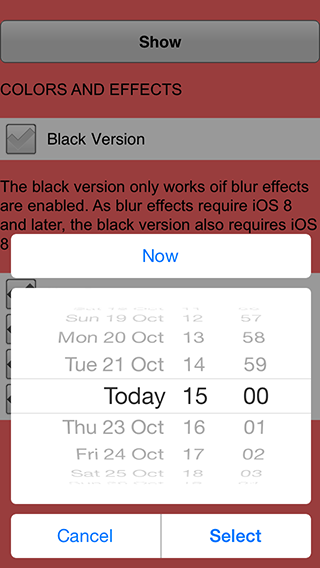 Show
COLORS AND EFFECTS
Black Version
The black version only works oif blur effects
are enabled. As blur effects require iOS 8
and later, the black version also requires iOS
8
Now
Sun 19 Oct 12 57
Mon 20 Oct 13 58
Tue 21 Oct 14 59
Today 15 00
Thu 23 Oct 16 01
Fri 24 Oct 17 02
Sat 25 Oct 18 03
Cancel Select